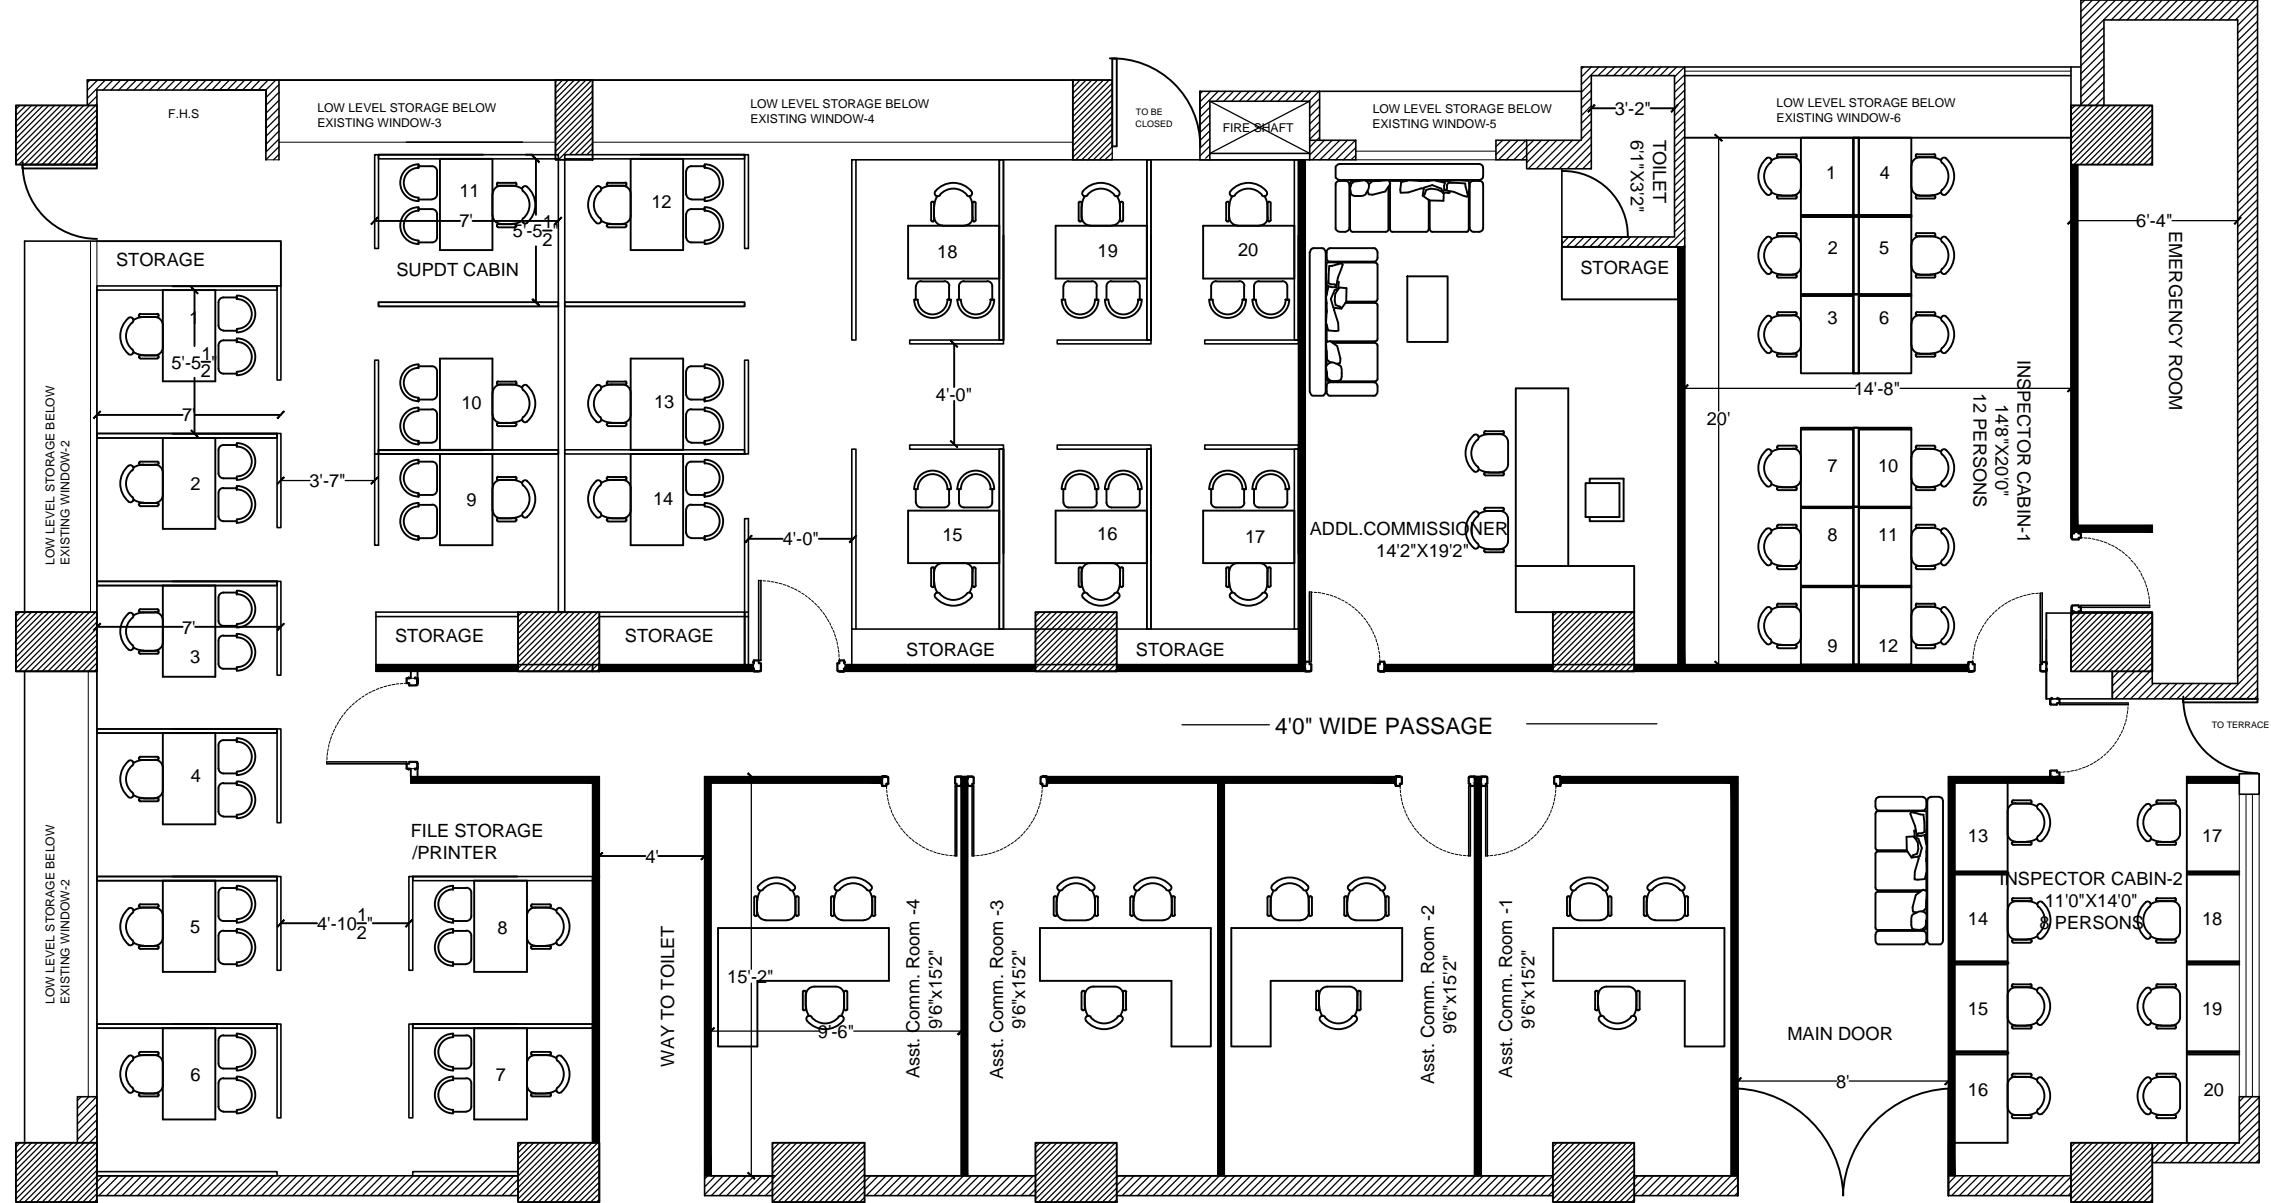 F.H.S
LOW LEVEL STORAGE BELOW
EXISTING WINDOW-3
LOW LEVEL STORAGE BELOW
EXISTING WINDOW-4
TO BE
CLOSED
FIRE SHAFT
LOW LEVEL STORAGE BELOW
EXISTING WINDOW-5
3'-2"
TOILET
6'1"X3'2"
LOW LEVEL STORAGE BELOW
EXISTING WINDOW-6
STORAGE
1
5'-5 1/2"
7'
2
3'-7"
7'
3
4
5
4'-10 1/2"
6
LOW LEVEL STORAGE BELOW
EXISTING WINDOW-2
LOW LEVEL STORAGE BELOW
EXISTING WINDOW-2
11
7'
5'-5 1/2"
12
SUPDT CABIN
10
13
9
14
STORAGE
STORAGE
4'-0"
18
19
20
4'-0"
15
16
17
STORAGE
STORAGE
ADDL.COMMISSIONER
14'2"X19'2"
STORAGE
1
4
2
5
3
6
14'-8"
20'
7
10
8
11
9
12
INSPECTOR CABIN-1
14'8"X20'0"
12 PERSONS
6'-4"
EMERGENCY ROOM
4'0" WIDE PASSAGE
TO TERRACE
FILE STORAGE
/PRINTER
8
7
4'
WAY TO TOILET
15'-2"
9'-6"
Asst. Comm. Room -4
9'6"x15'2"
Asst. Comm. Room -3
9'6"x15'2"
Asst. Comm. Room -2
9'6"x15'2"
Asst. Comm. Room -1
9'6"x15'2"
MAIN DOOR
8'
13
17
INSPECTOR CABIN-2
11'0"X14'0"
8 PERSONS
14
18
15
19
16
20